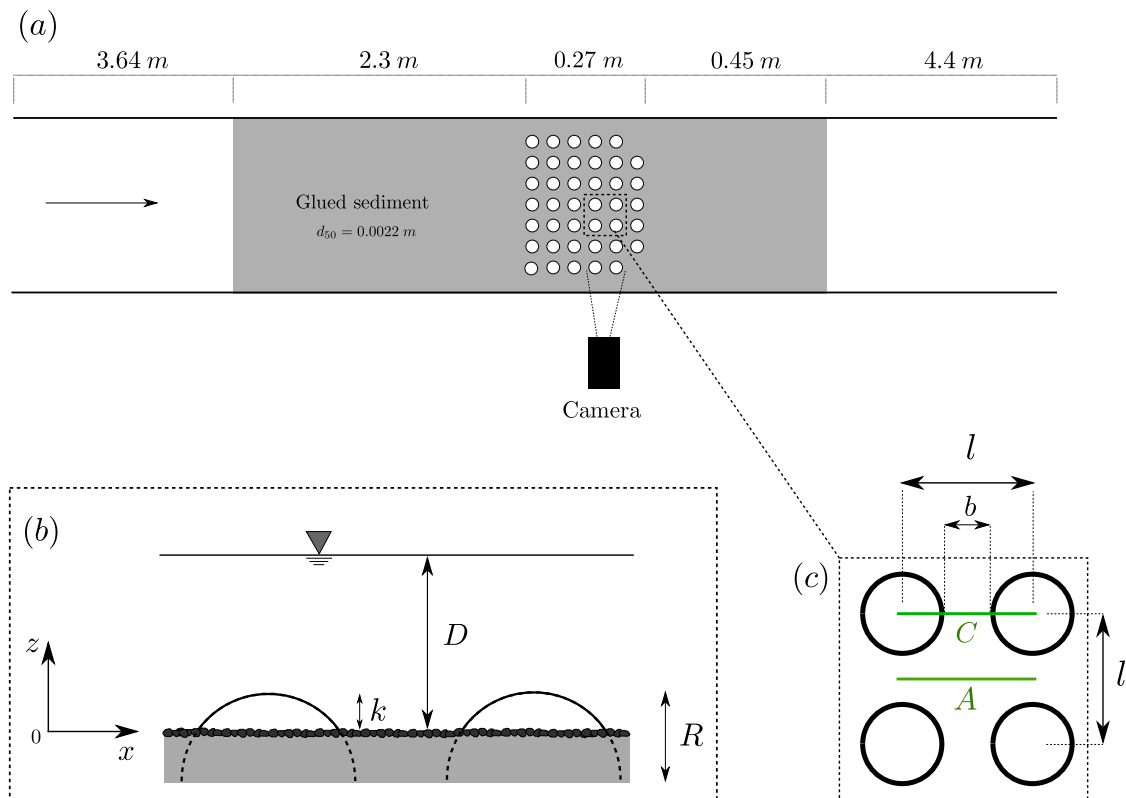 (a)
3.64 m 2.3 m 0.27 m 0.45 m 4.4 m
Glued sediment
d50 = 0.0022 m
Camera
(b)
D
z
k
R
0
x
l
b
(c)
C
l
A